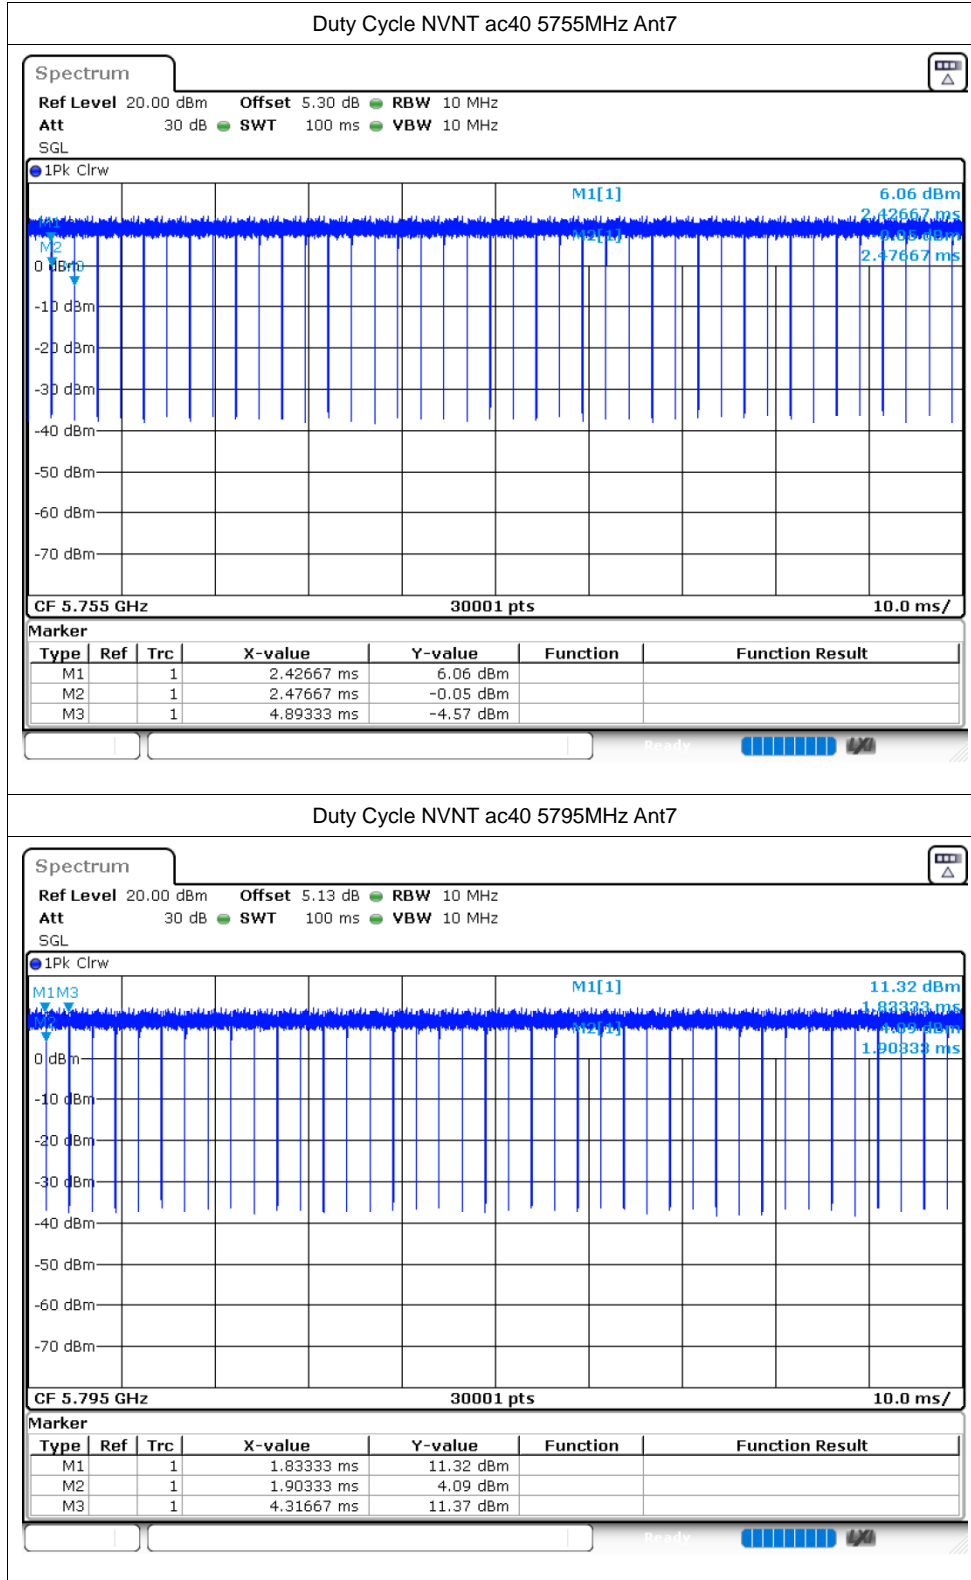 Duty Cycle NVNT ac40 5755MHz Ant7
Spectrum
Ref Level 20.00 dBm Offset 5.30 dB RBW 10 MHz
Att 30 dB SWT 100 ms VBW 10 MHz
SGL
1Pk Clrw
M1[1] 6.06 dBm
2.42667 ms
M1
M2[1] -0.05 dBm
M2
2.47667 ms
0 dBm M3
-10 dBm
-20 dBm
-30 dBm
-40 dBm
-50 dBm
-60 dBm
-70 dBm
CF 5.755 GHz 30001 pts 10.0 ms/
Marker
Type Ref Trc X-value Y-value Function Function Result
M1 1 2.42667 ms 6.06 dBm
M2 1 2.47667 ms -0.05 dBm
M3 1 4.89333 ms -4.57 dBm
Ready LXI
Duty Cycle NVNT ac40 5795MHz Ant7
Spectrum
Ref Level 20.00 dBm Offset 5.13 dB RBW 10 MHz
Att 30 dB SWT 100 ms VBW 10 MHz
SGL
1Pk Clrw
M1M3 M1[1] 11.32 dBm
1.83333 ms
M2 M2[1] 4.09 dBm
1.90333 ms
0 dBm
-10 dBm
-20 dBm
-30 dBm
-40 dBm
-50 dBm
-60 dBm
-70 dBm
CF 5.795 GHz 30001 pts 10.0 ms/
Marker
Type Ref Trc X-value Y-value Function Function Result
M1 1 1.83333 ms 11.32 dBm
M2 1 1.90333 ms 4.09 dBm
M3 1 4.31667 ms 11.37 dBm
Ready LXI